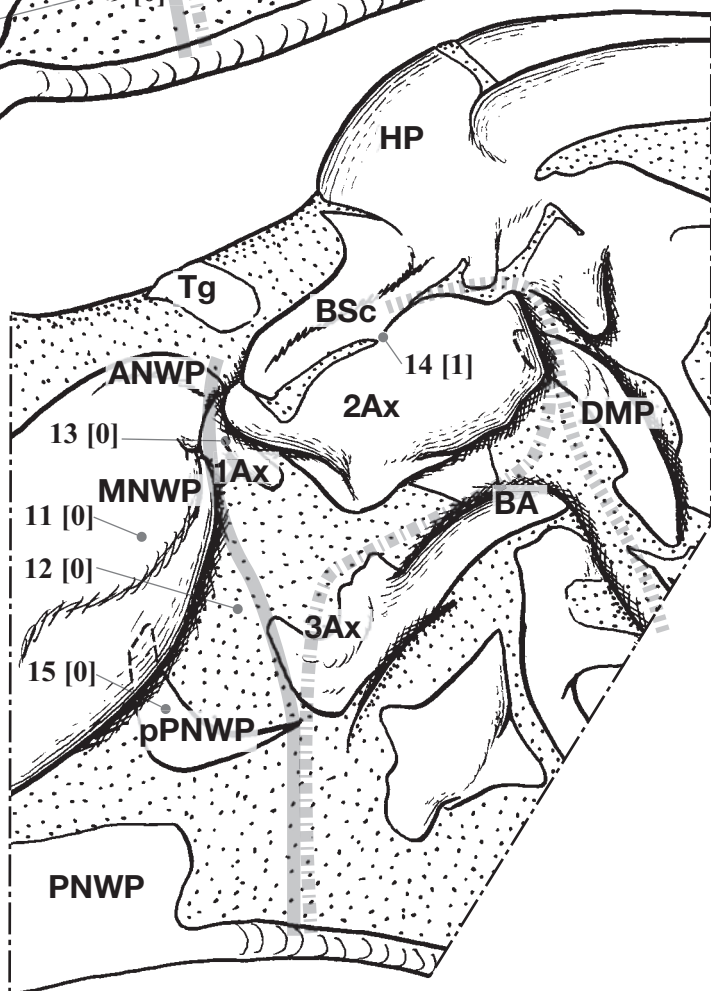 HP
Tg
BSc
14 [1]
ANWP
2Ax
DMP
13 [0]
1Ax
MNWP
BA
11 [0]
12 [0]
3Ax
15 [0]
pPNWP
PNWP